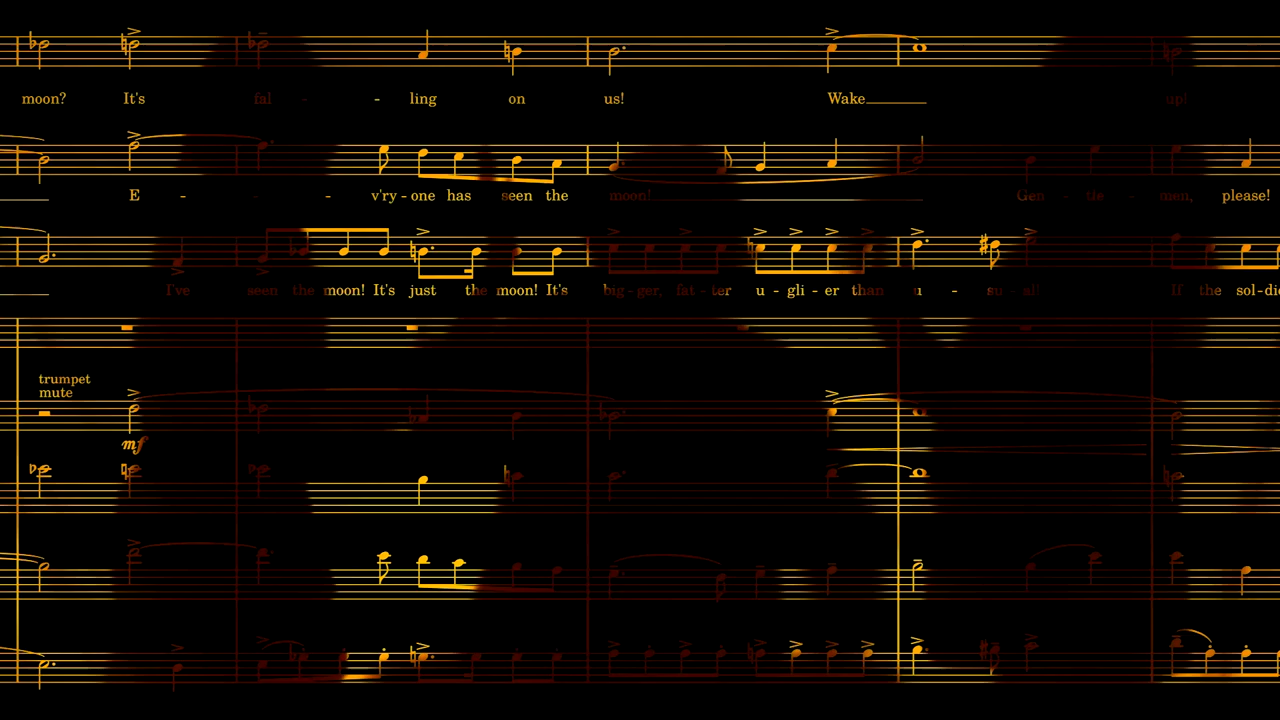 moon? It's fal - - ling on us! Wake up!
E - - - v'ry - one has seen the moon! Gen - tle - men, please!
I've seen the moon! It's just the moon! It's big - ger, fat - ter u - gli - er than u - su - al! If the sol - die
trumpet
mute
mf